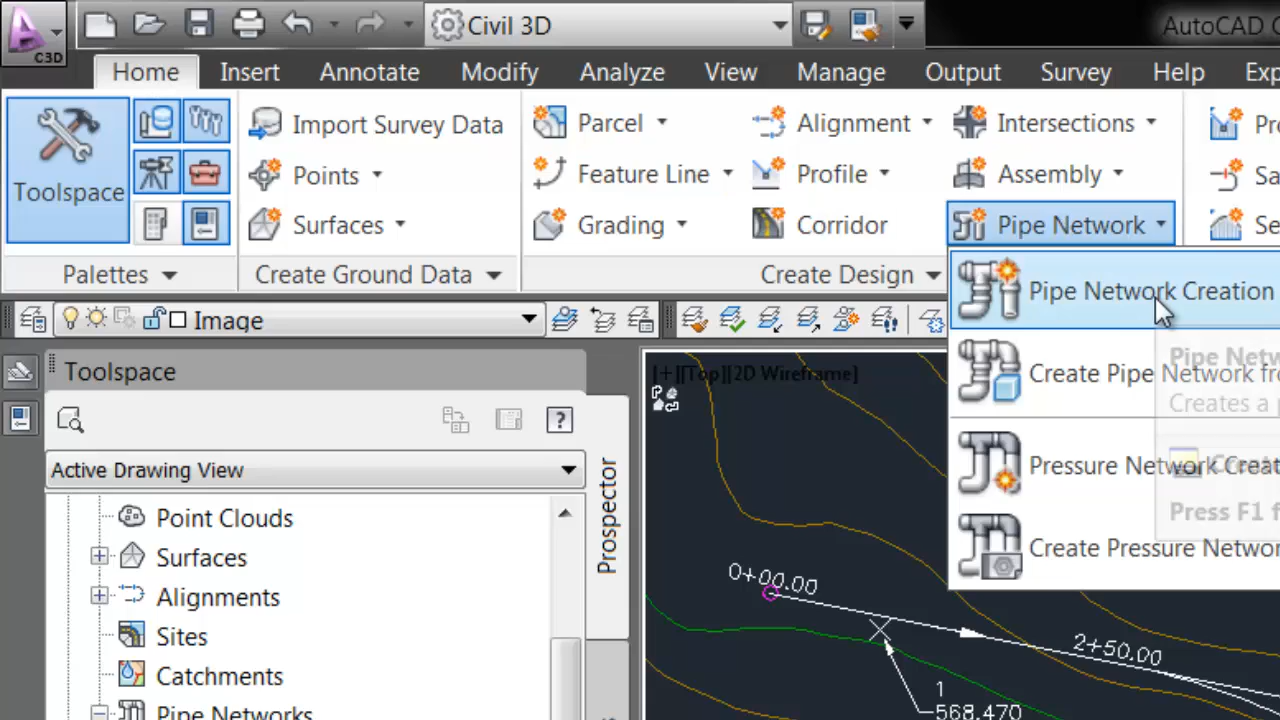 C3D
Civil 3D
AutoCAD C
Home Insert Annotate Modify Analyze View Manage Output Survey Help Exp
Toolspace
Import Survey Data
Points
Surfaces
Parcel
Feature Line
Grading
Alignment
Profile
Corridor
Intersections
Assembly
Pipe Network
Pr
Sa
Se
Palettes
Create Ground Data
Create Design
Image
Pipe Network Creation
Create Pipe Network fr
Pressure Network Creat
Create Pressure Networ
Pipe Netw
Creates a p
Creat
Press F1 f
Toolspace
?
Active Drawing View
Prospector
Point Clouds
Surfaces
Alignments
Sites
Catchments
Pipe Networks
[+][Top][2D Wireframe]
0+00.00
2+50.00
1
568.470